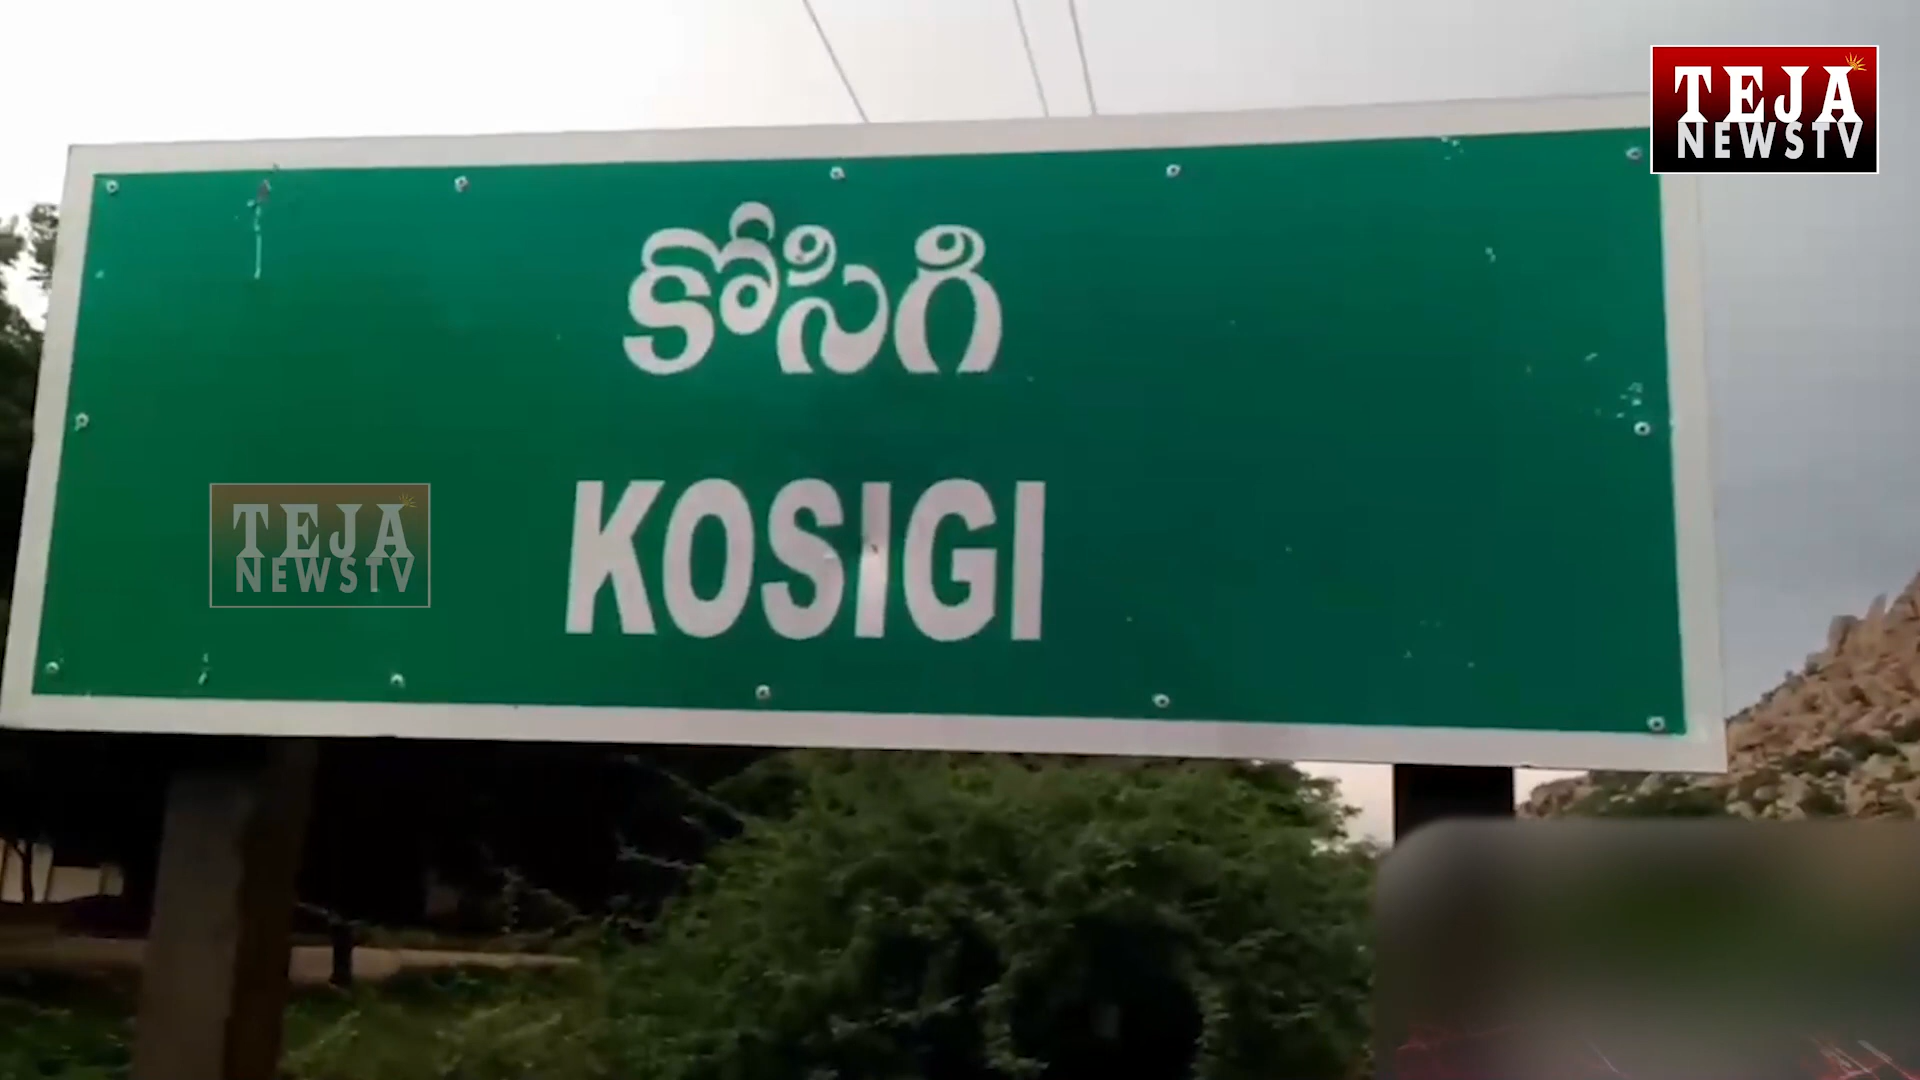 TEJA
NEWSTV
కోసిగి
KOSIGI
TEJA
NEWSTV